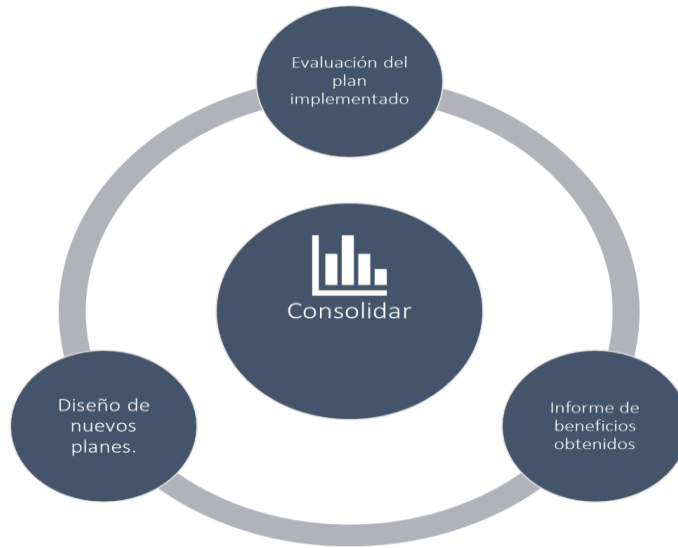 Evaluación del
plan
implementado
Consolidar
Diseño de
nuevos
planes.
Informe de
beneficios
obtenidos